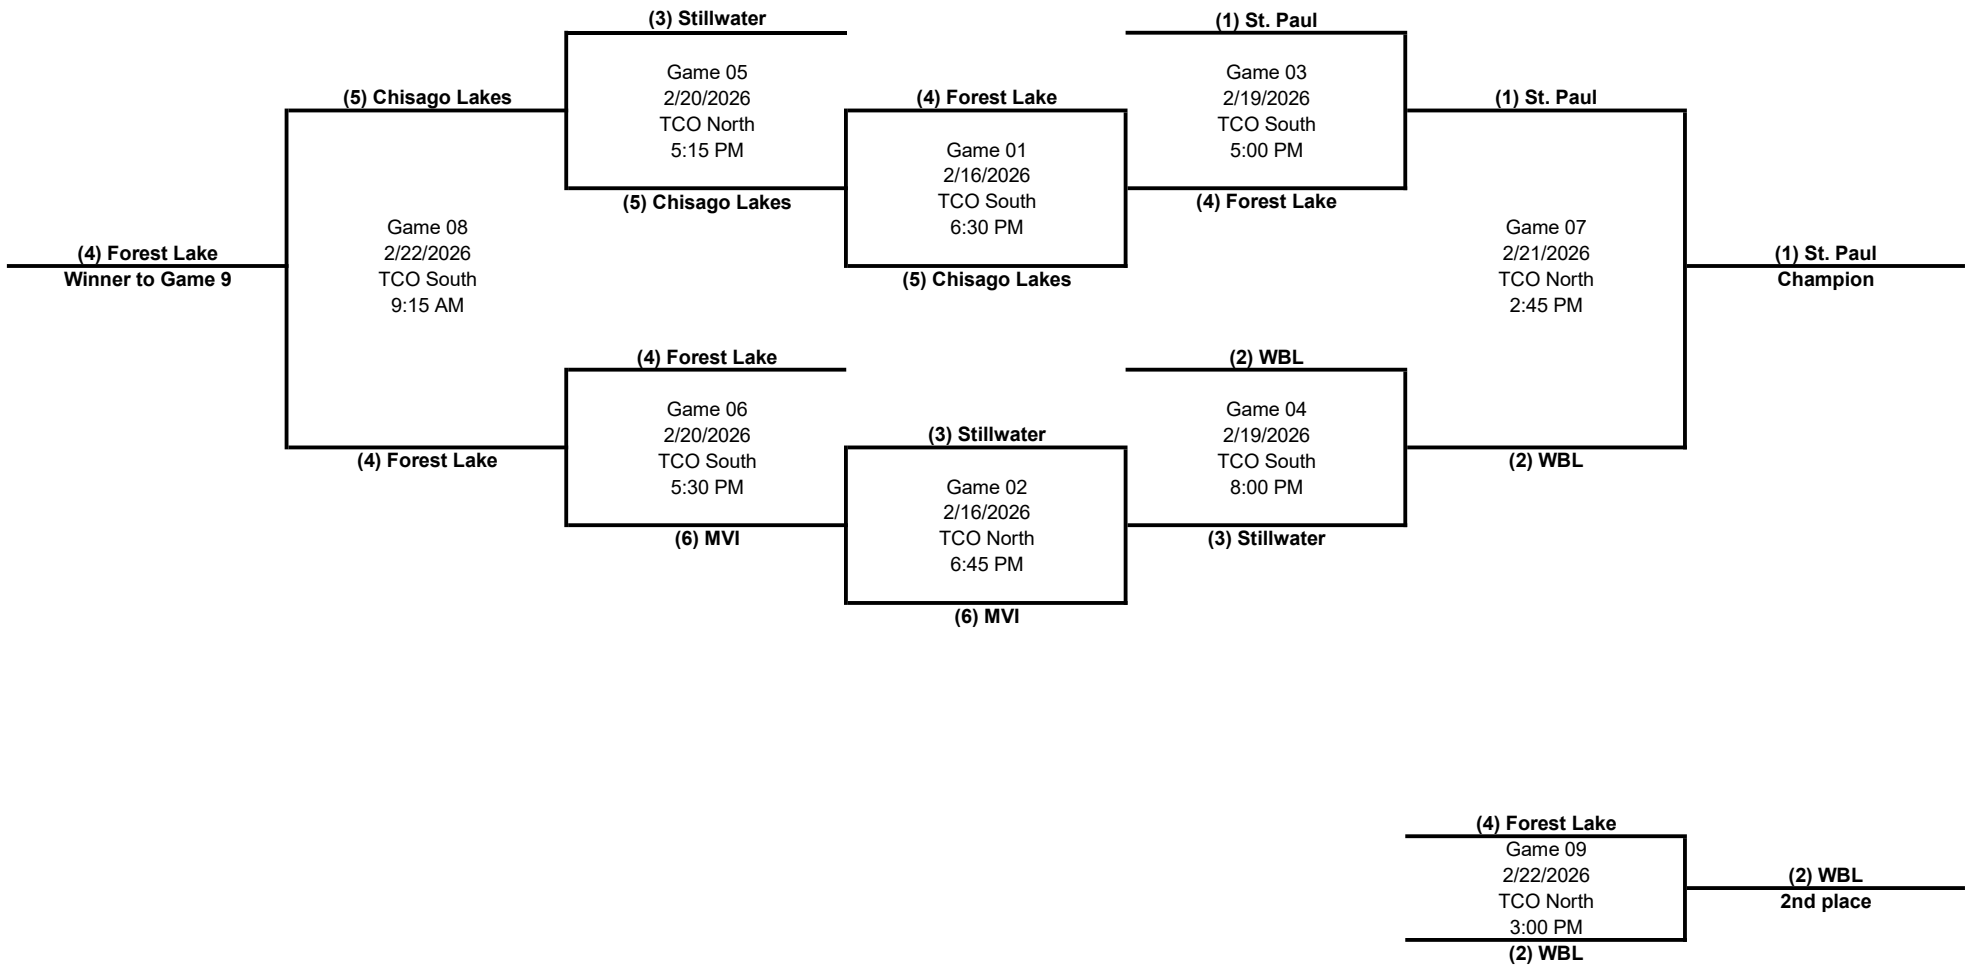 (3) Stillwater
(1) St. Paul
Game 05
2/20/2026
TCO North
5:15 PM
Game 03
2/19/2026
TCO South
5:00 PM
(5) Chisago Lakes
(4) Forest Lake
(1) St. Paul
Game 01
2/16/2026
TCO South
6:30 PM
(5) Chisago Lakes
(4) Forest Lake
Game 08
2/22/2026
TCO South
9:15 AM
Game 07
2/21/2026
TCO North
2:45 PM
(4) Forest Lake
Winner to Game 9
(5) Chisago Lakes
(1) St. Paul
Champion
(4) Forest Lake
(2) WBL
Game 06
2/20/2026
TCO South
5:30 PM
Game 04
2/19/2026
TCO South
8:00 PM
(3) Stillwater
(4) Forest Lake
(2) WBL
Game 02
2/16/2026
TCO North
6:45 PM
(6) MVI
(3) Stillwater
(6) MVI
(4) Forest Lake
Game 09
2/22/2026
TCO North
3:00 PM
(2) WBL
(2) WBL
2nd place